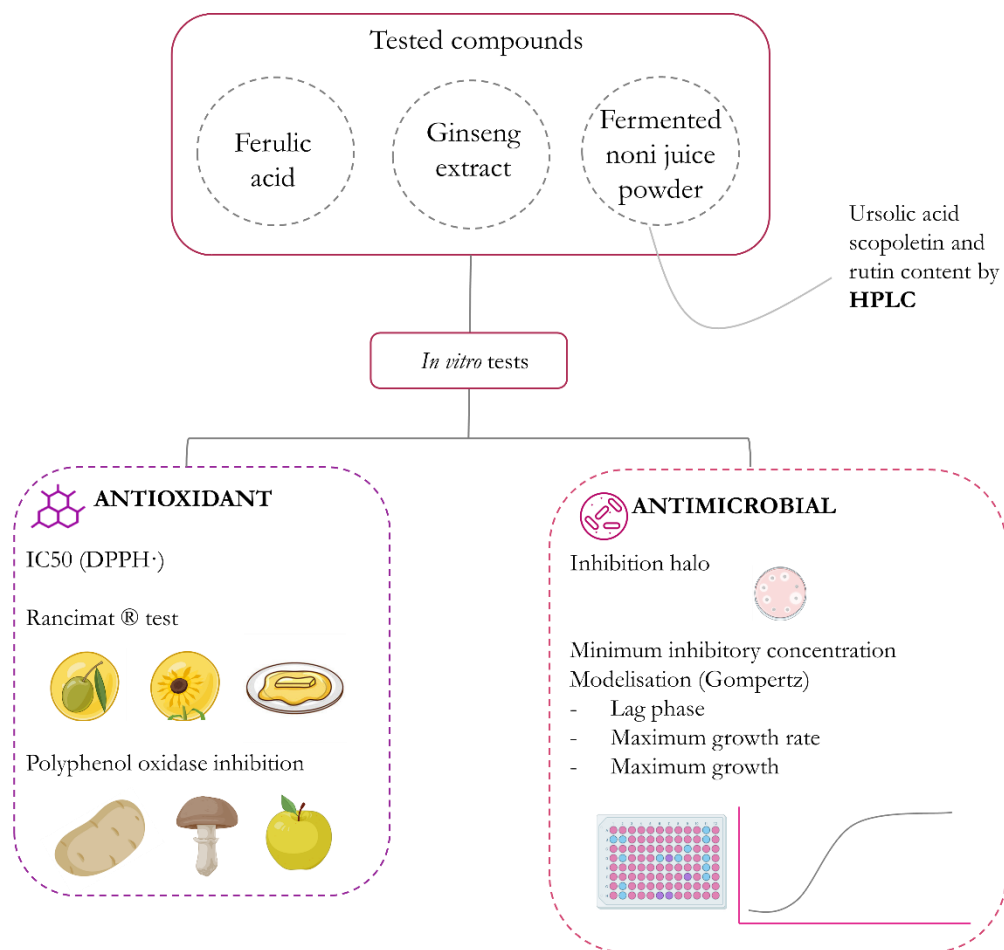 Tested compounds
Ferulic
acid
Ginseng
extract
Fermented
noni juice
powder
Ursolic acid
scopoletin and
rutin content by
HPLC
In vitro tests
ANTIOXIDANT
IC50 (DPPH·)
Rancimat ® test
Polyphenol oxidase inhibition
ANTIMICROBIAL
Inhibition halo
Minimum inhibitory concentration
Modelisation (Gompertz)
- Lag phase
- Maximum growth rate
- Maximum growth